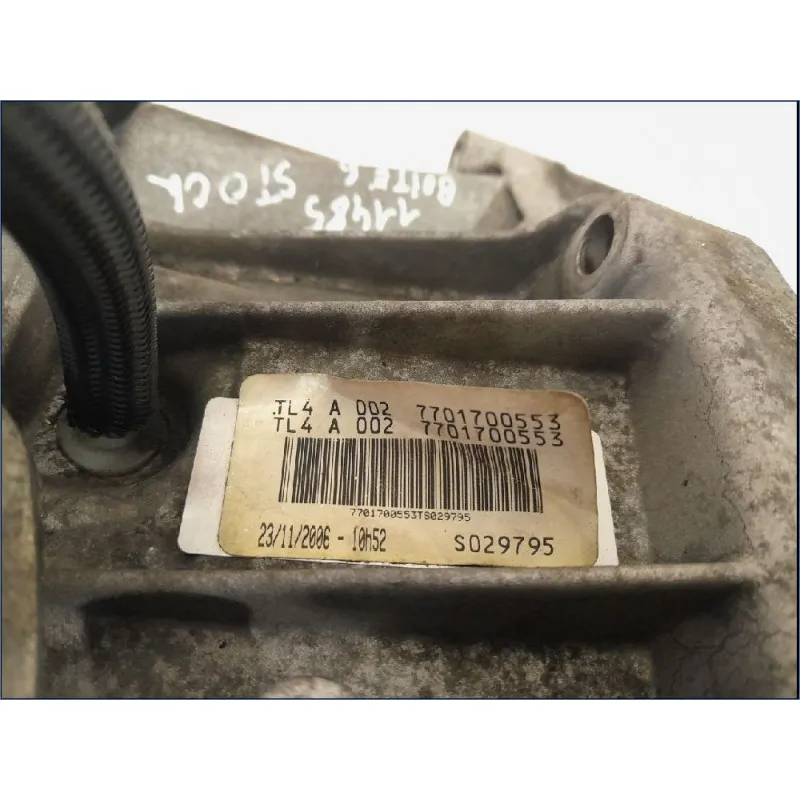 STOCK
11485
BOITE 6
TL4 A 002 7701700553
TL4 A 002 7701700553
7701700553TS029795
23/11/2006 - 10h52 S029795